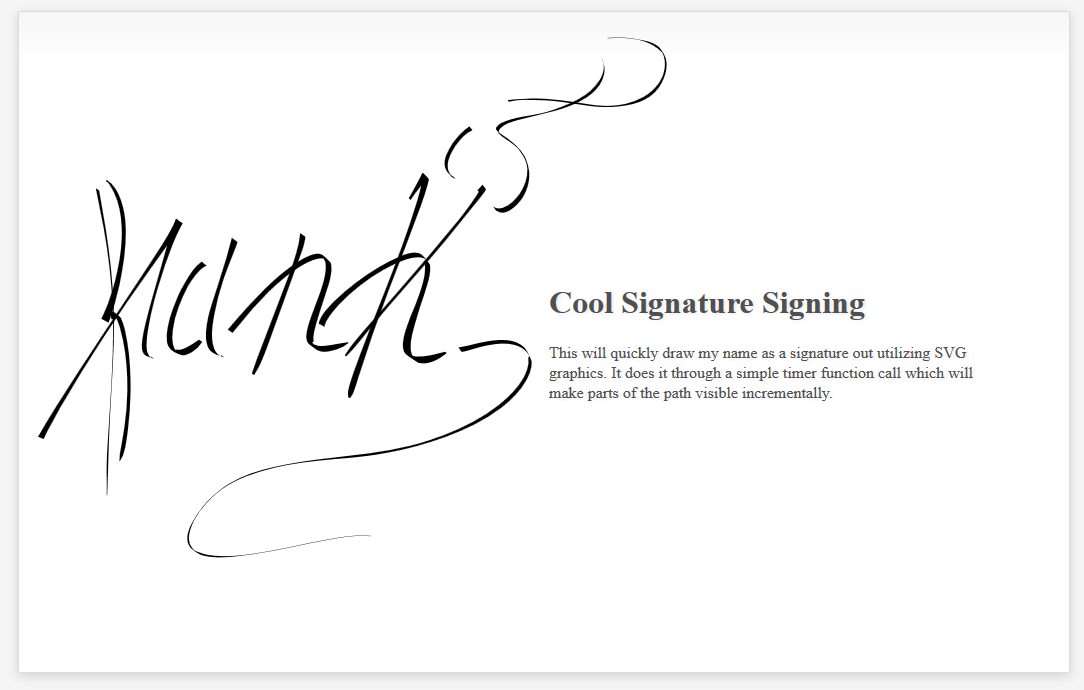 Cool Signature Signing
This will quickly draw my name as a signature out utilizing SVG
graphics. It does it through a simple timer function call which will
make parts of the path visible incrementally.